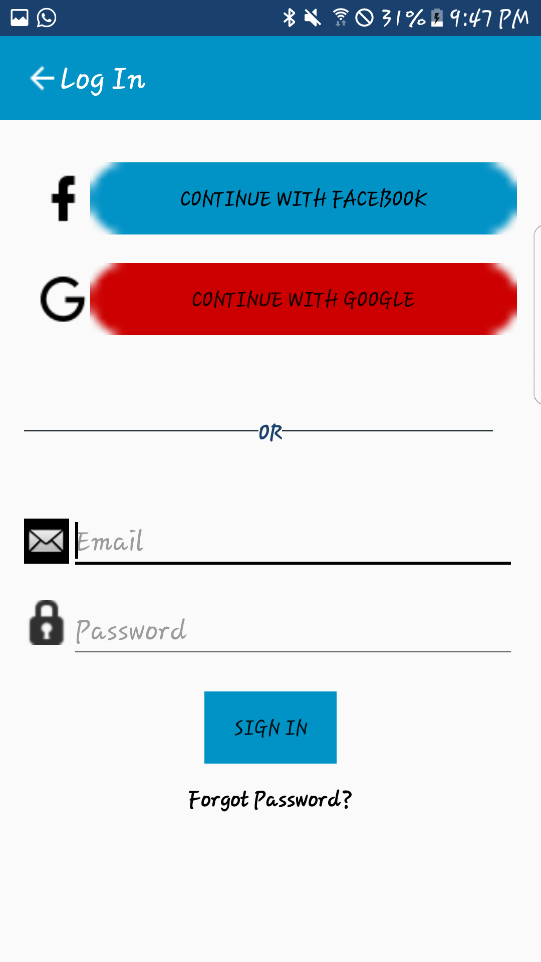 31% 9:47 PM
Log In
CONTINUE WITH FACEBOOK
CONTINUE WITH GOOGLE
OR
Email
Password
SIGN IN
Forgot Password?